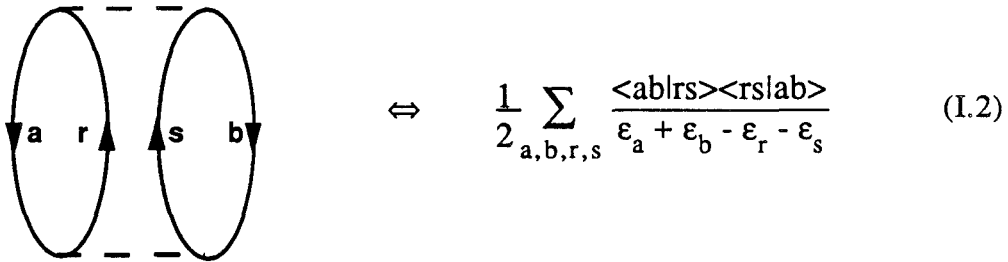 a r s b ⇔ 1/2 Σ a,b,r,s <ab|rs><rs|ab> / ε_a + ε_b - ε_r - ε_s (I.2)